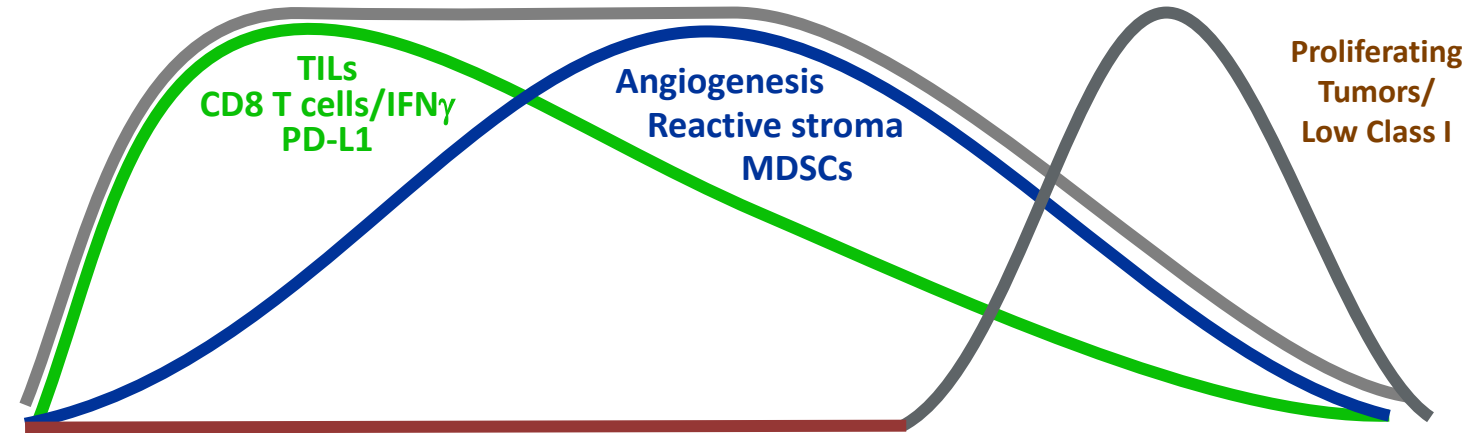 TILs
CD8 T cells/IFNγ
PD-L1
Angiogenesis
Reactive stroma
MDSCs
Proliferating
Tumors/
Low Class I